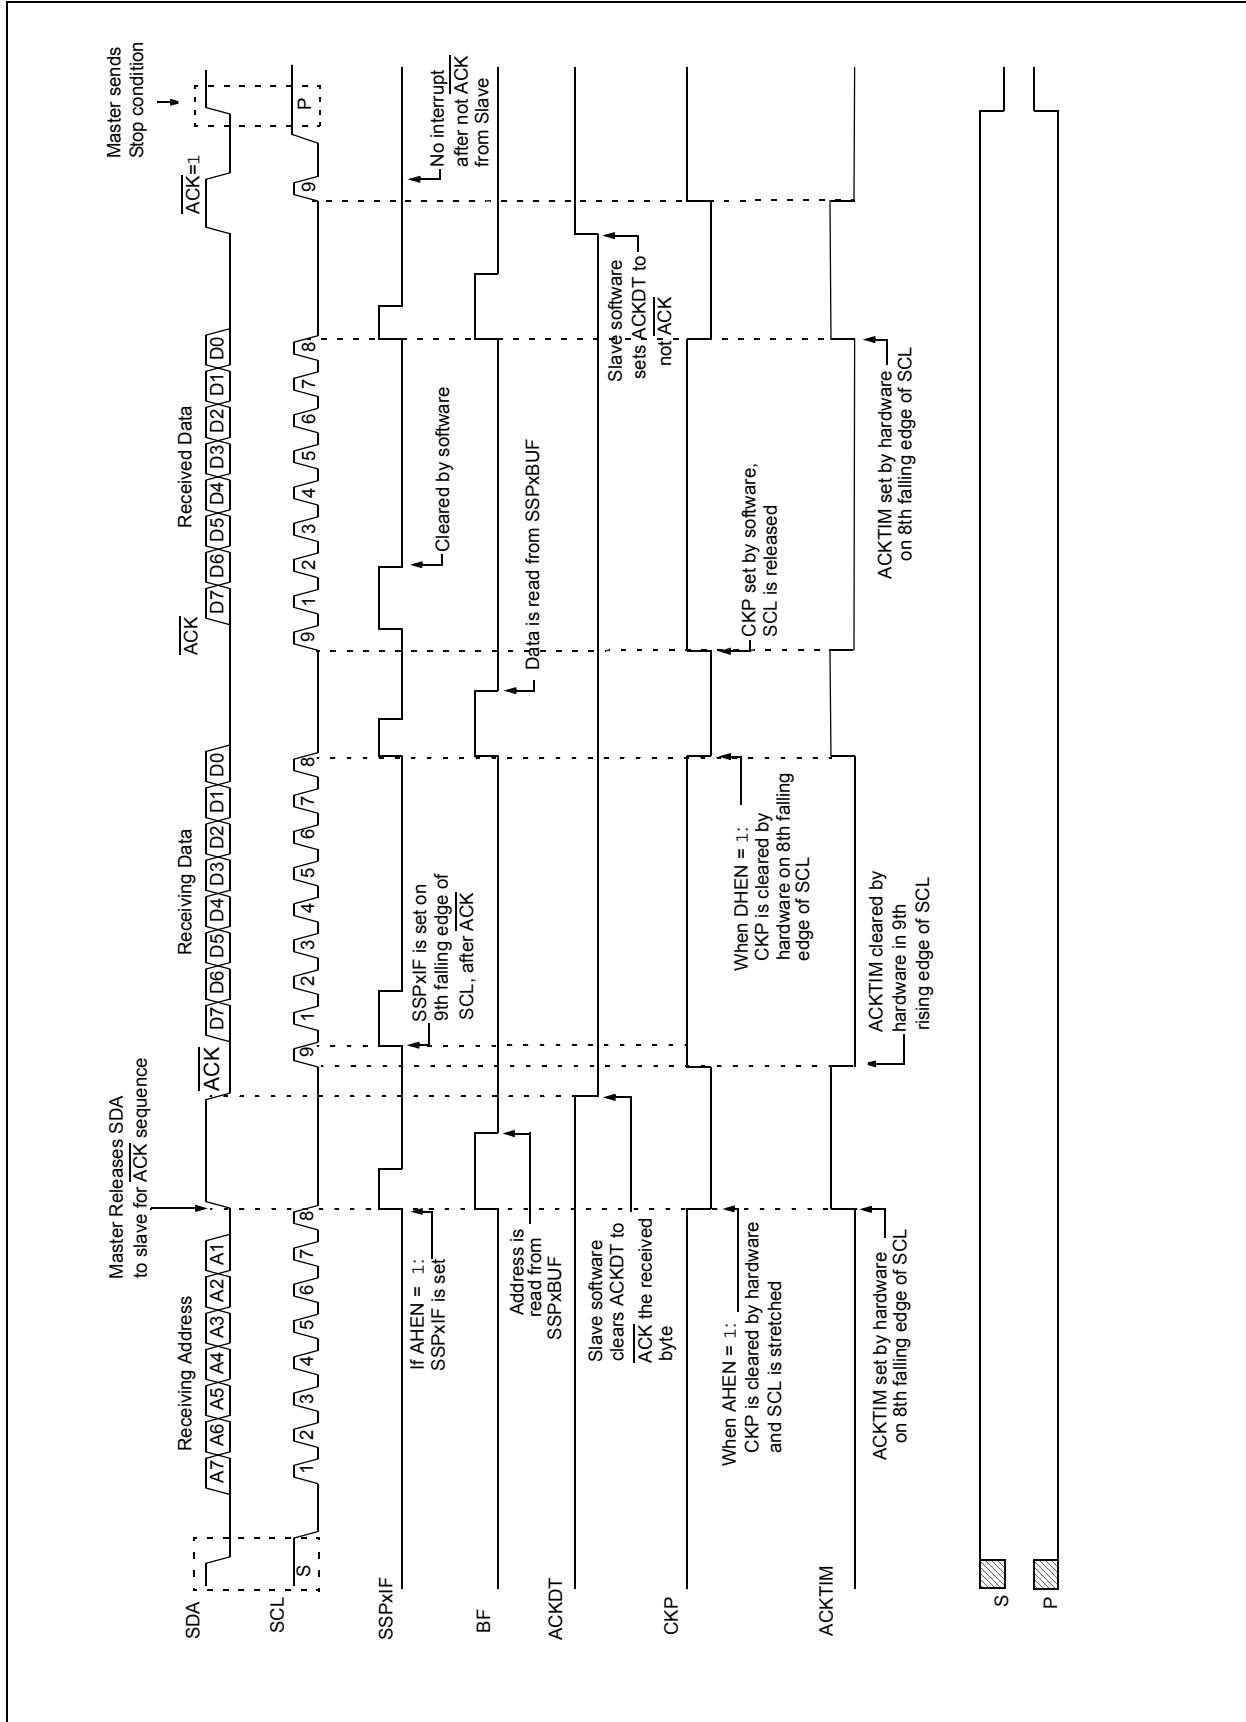 Master Releases SDA
to slave for ACK sequence
Master sends
Stop condition
Receiving Address
Receiving Data
Received Data
ACK
ACK
ACK=1
SDA
A7 A6 A5 A4 A3 A2 A1
D7 D6 D5 D4 D3 D2 D1 D0
D7 D6 D5 D4 D3 D2 D1 D0
SCL
S
1 2 3 4 5 6 7 8 9
1 2 3 4 5 6 7 8 9
1 2 3 4 5 6 7 8 9
P
SSPxIF
If AHEN = 1:
SSPxIF is set
SSPxIF is set on
9th falling edge of
SCL, after ACK
Cleared by software
No interrupt
after not ACK
from Slave
BF
Address is
read from
SSPxBUF
Data is read from SSPxBUF
ACKDT
Slave software
clears ACKDT to
ACK the received
byte
Slave software
sets ACKDT to
not ACK
CKP
When AHEN = 1:
CKP is cleared by hardware
and SCL is stretched
When DHEN = 1:
CKP is cleared by
hardware on 8th falling
edge of SCL
CKP set by software,
SCL is released
ACKTIM
ACKTIM set by hardware
on 8th falling edge of SCL
ACKTIM cleared by
hardware in 9th
rising edge of SCL
ACKTIM set by hardware
on 8th falling edge of SCL
S
P